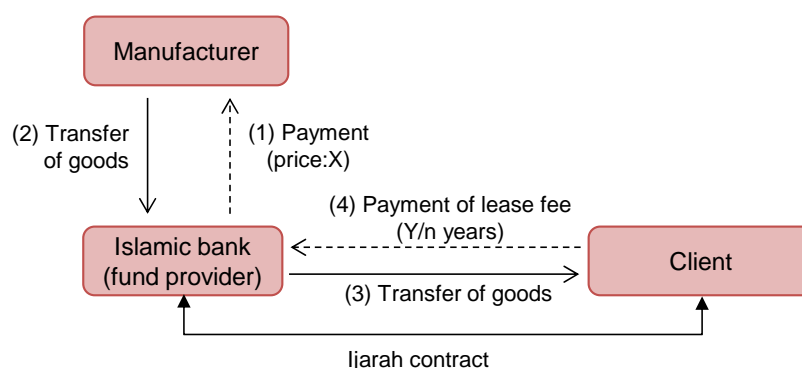 Manufacturer
(2) Transfer
of goods
(1) Payment
(price:X)
(4) Payment of lease fee
(Y/n years)
Islamic bank
(fund provider)
Client
(3) Transfer of goods
Ijarah contract